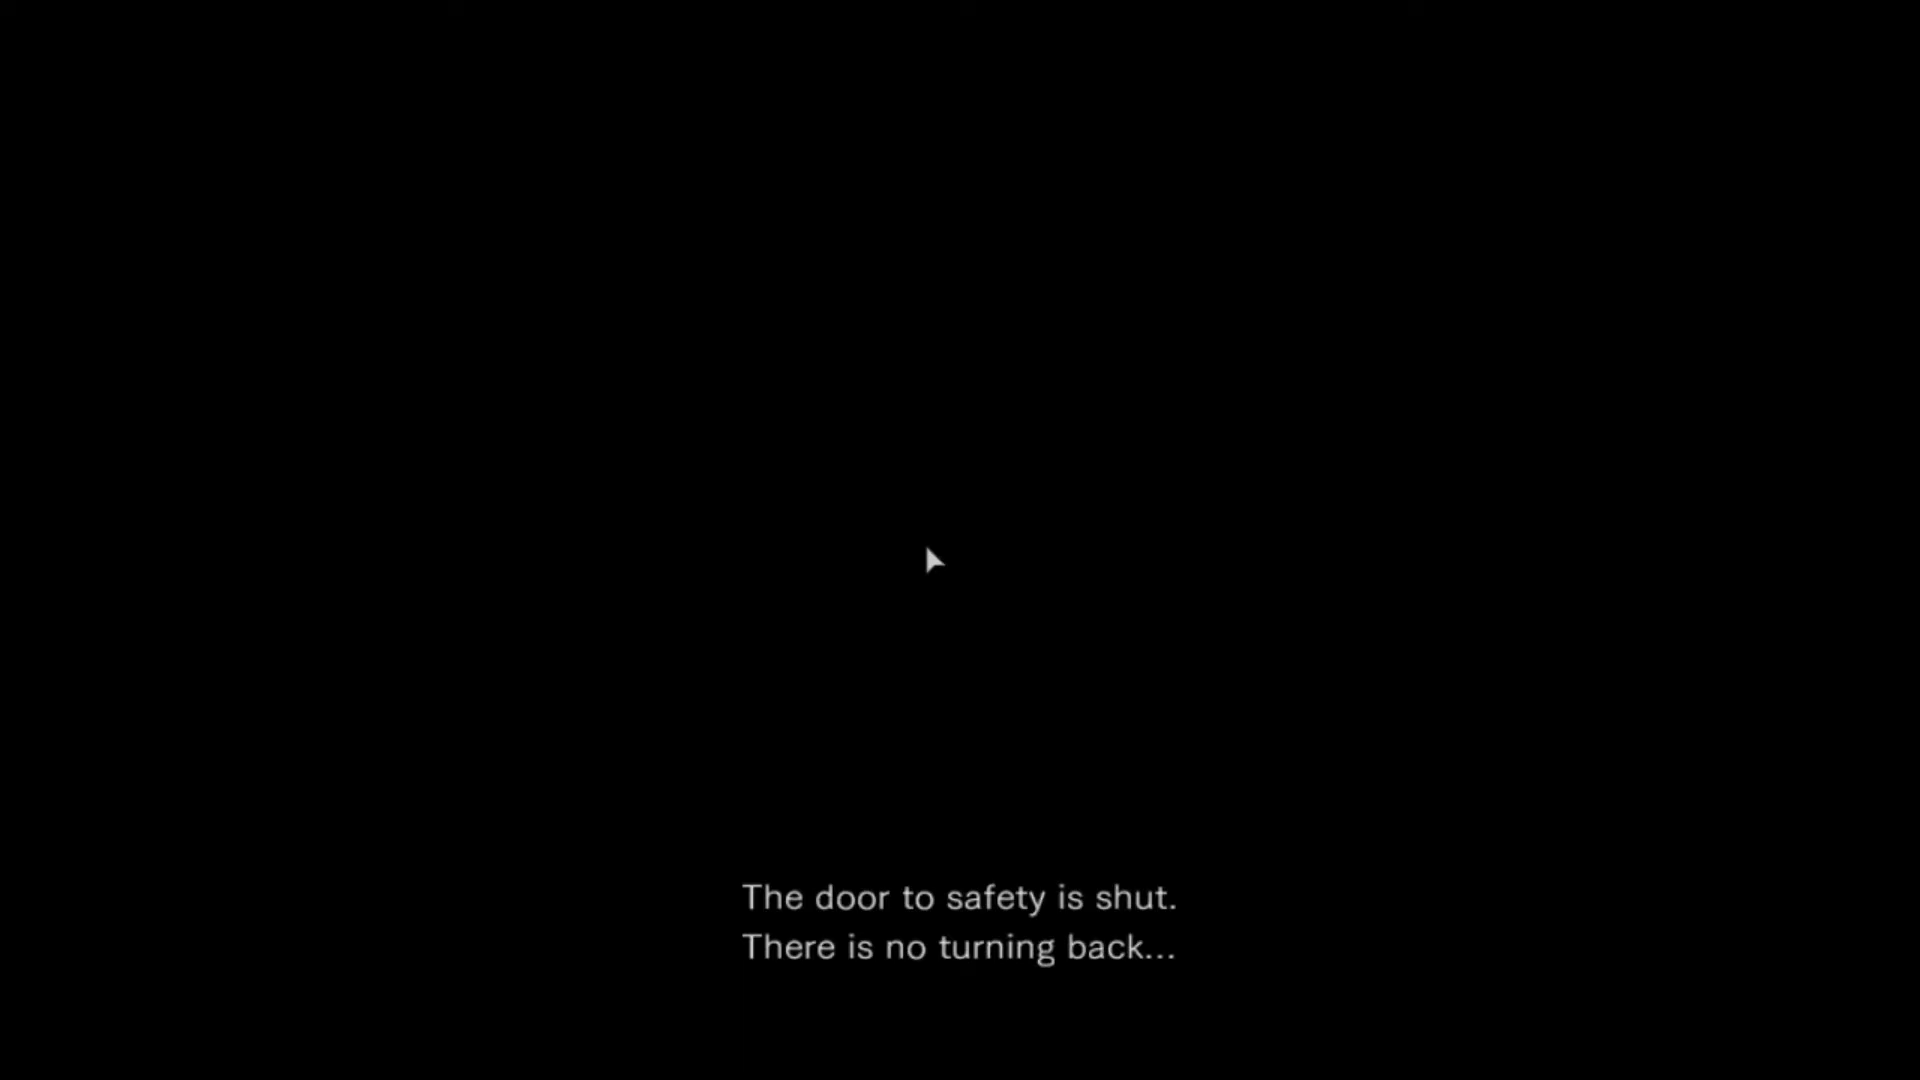 The door to safety is shut.
There is no turning back...